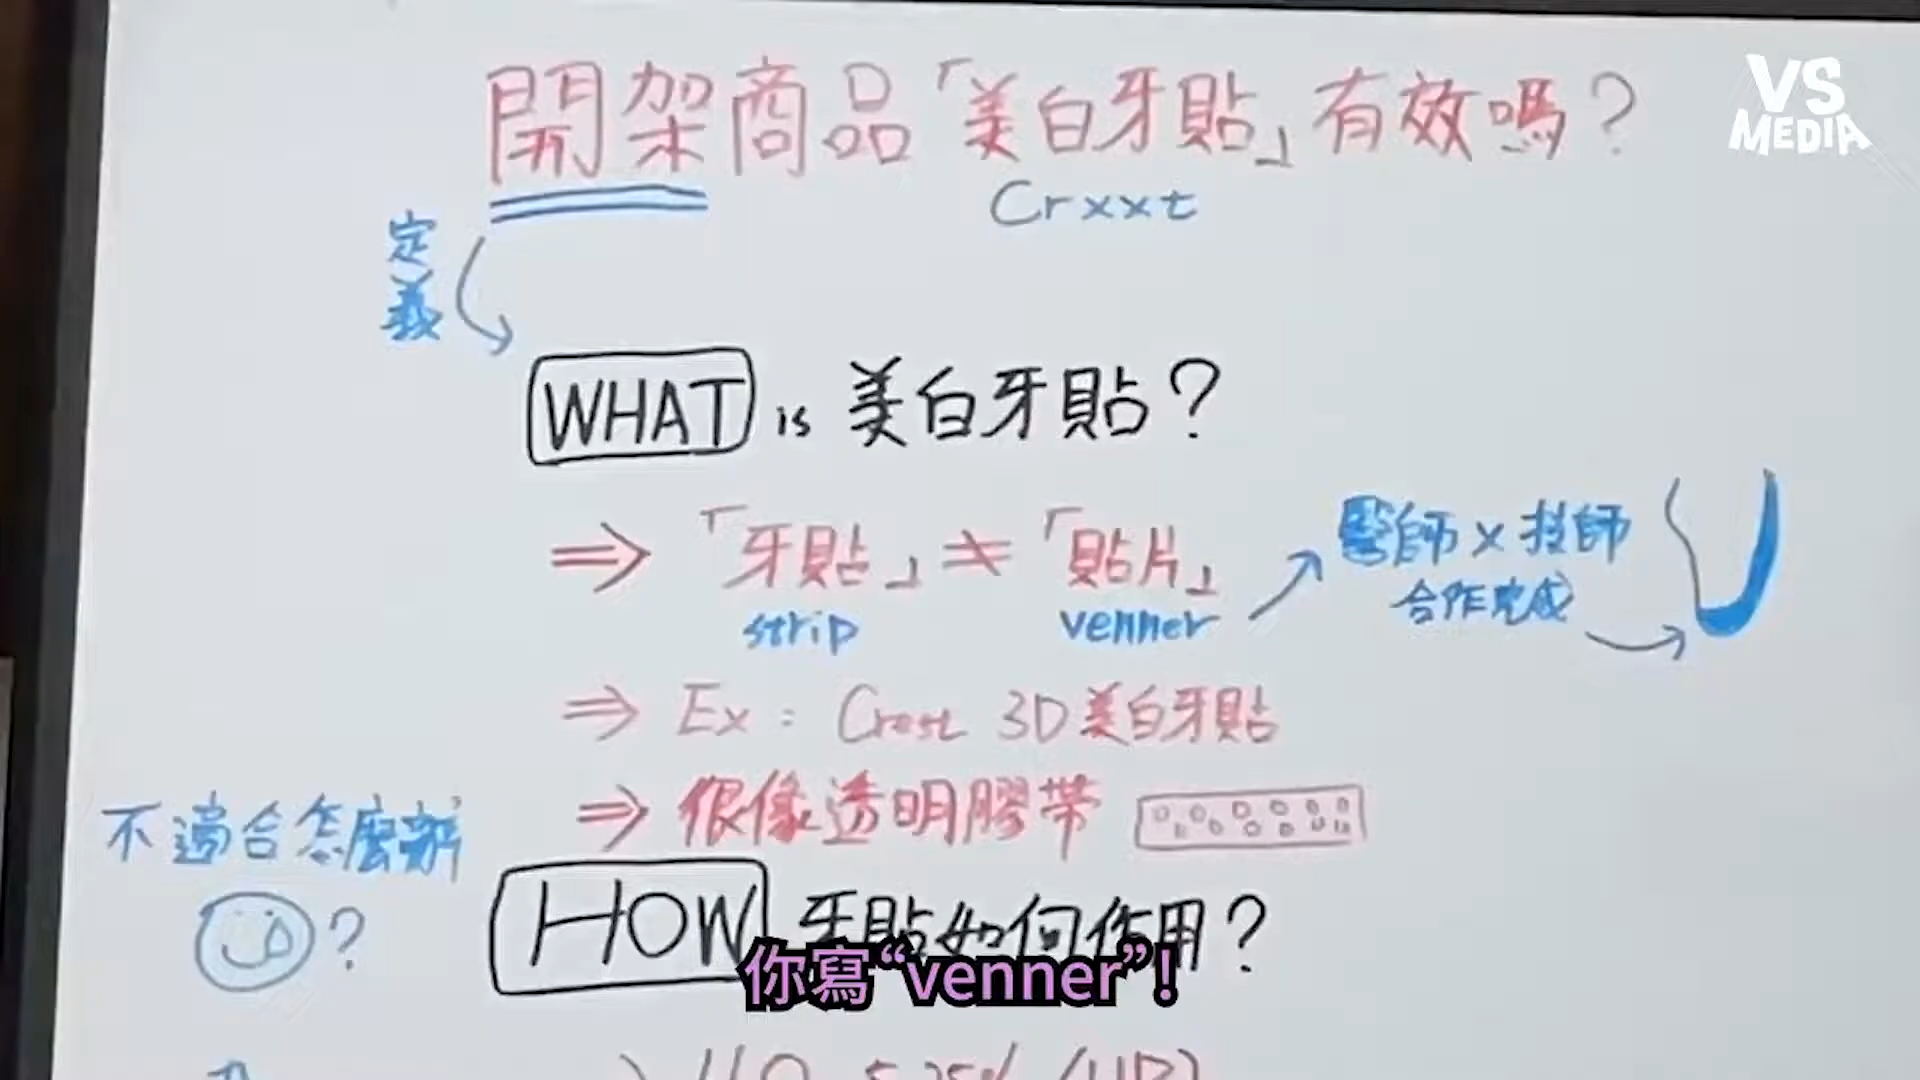 開架商品「美白牙貼」有效嗎?
VS
MEDIA
Crxxt
定義
WHAT is 美白牙貼?
⇒「牙貼」≠「貼片」
strip
venner
醫師×技師
合作完成
⇒ Ex: Crest 3D美白牙貼
⇒ 很像透明膠帶
不適合怎麼辦
?
HOW 牙貼如何作用?
你寫“venner”!